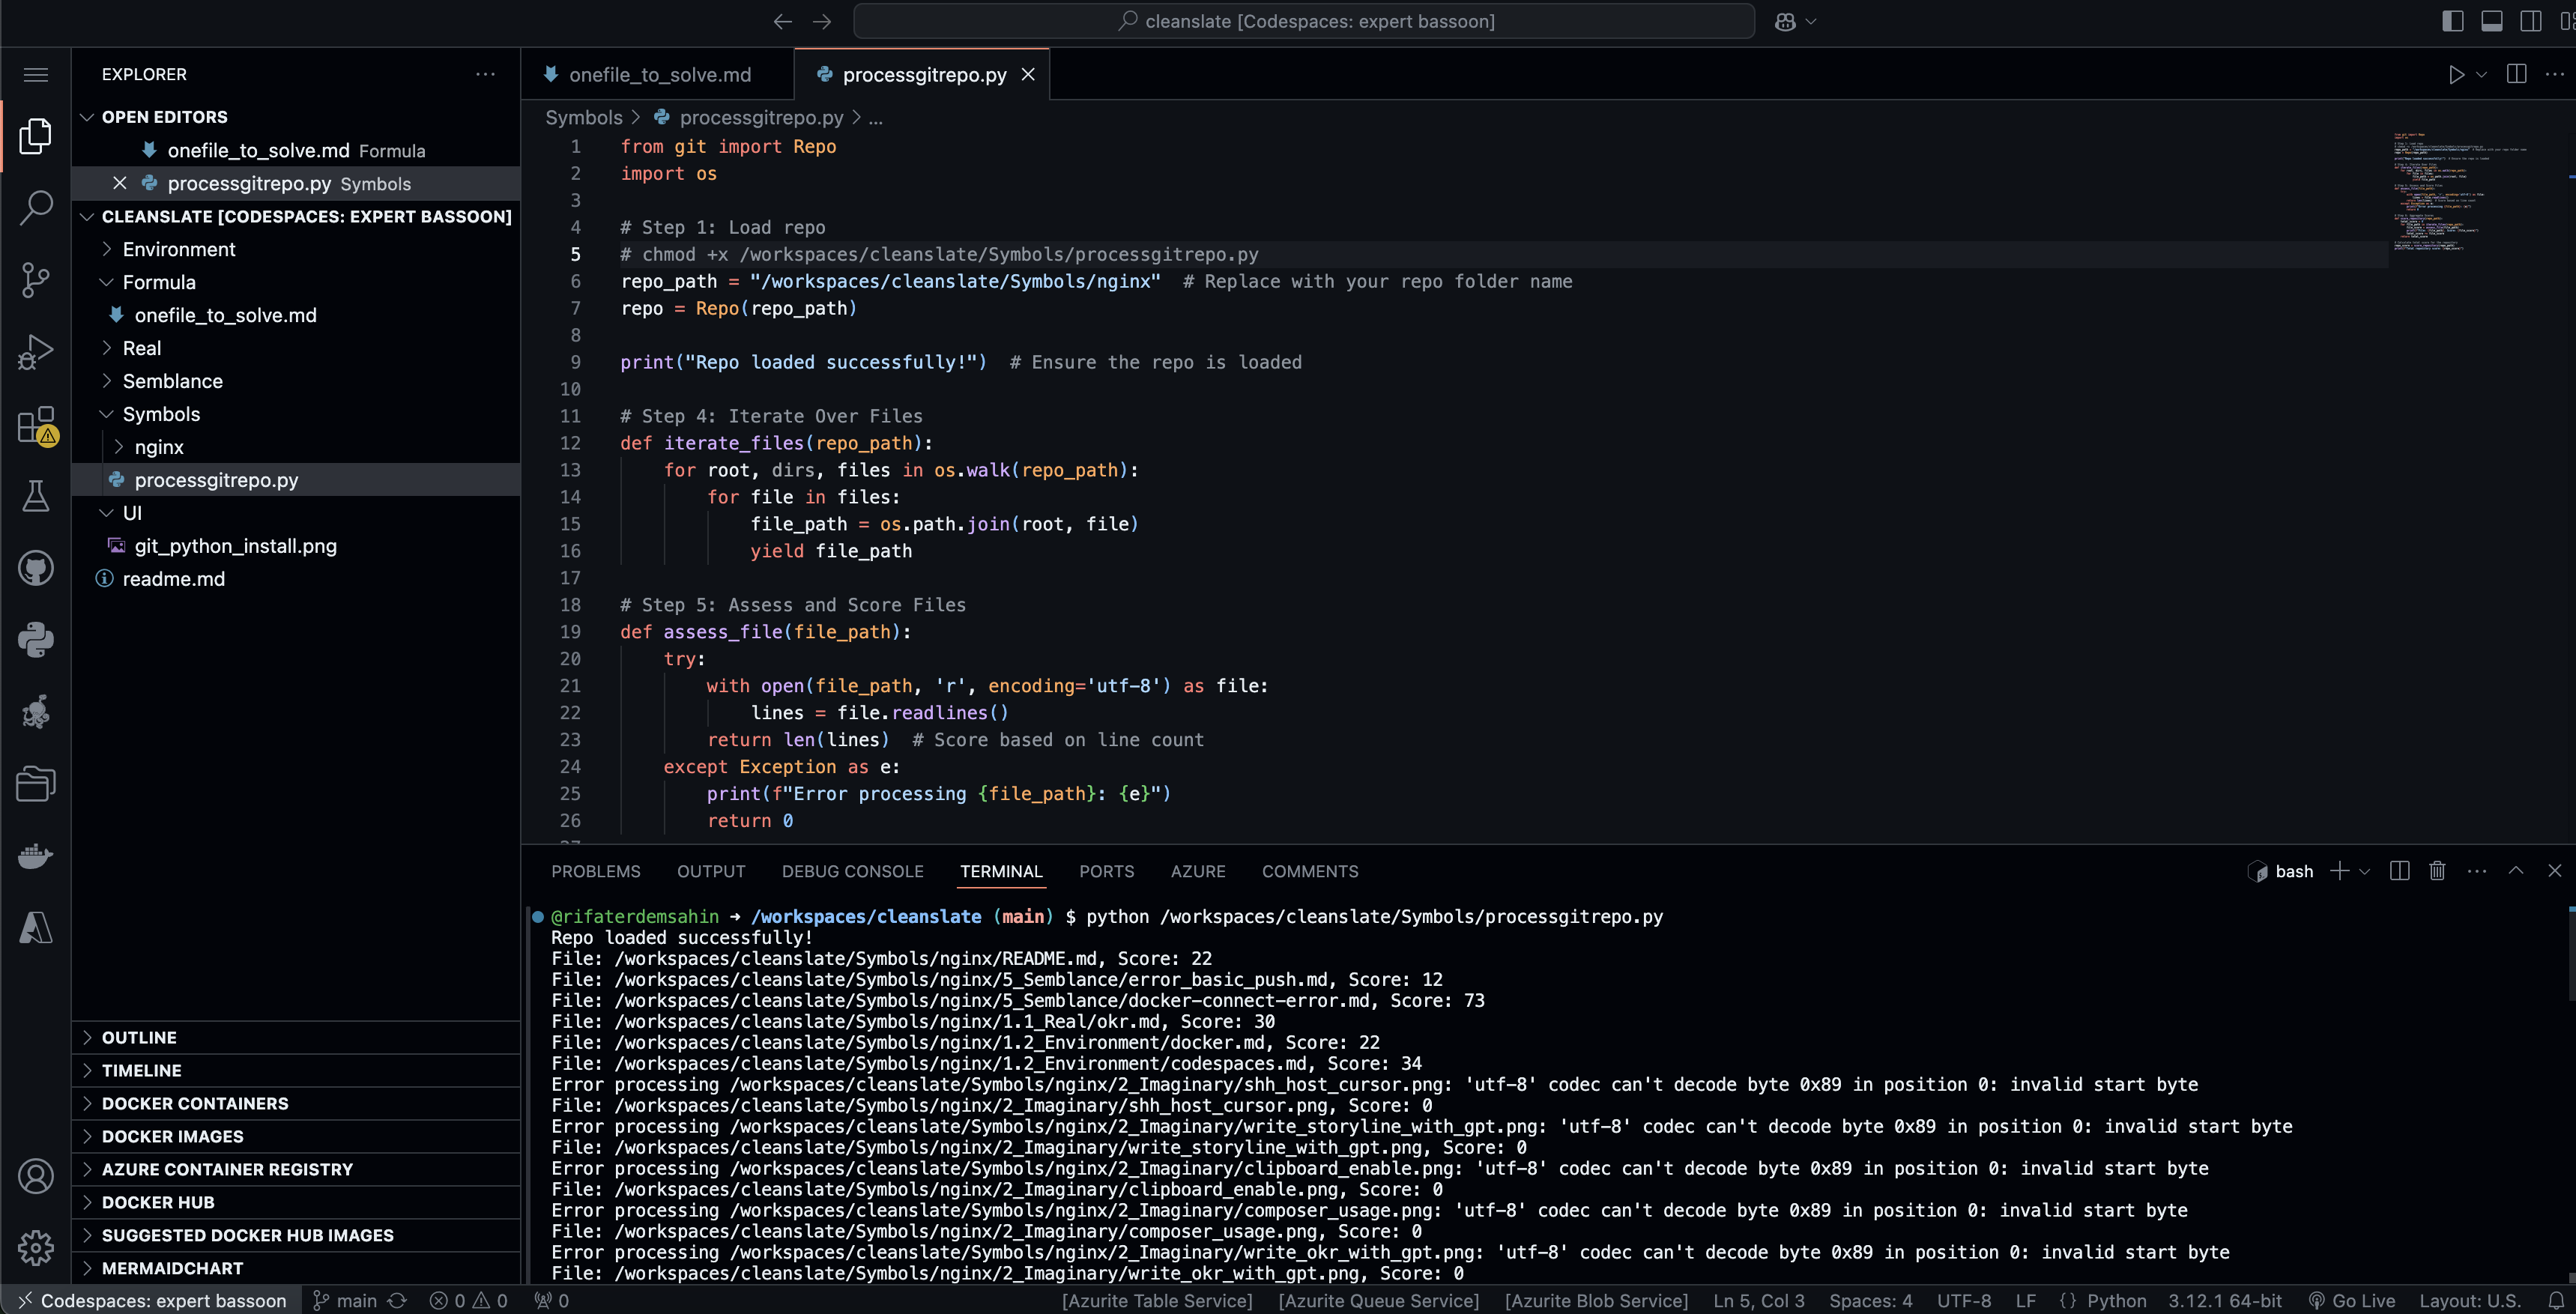 cleanslate [Codespaces: expert bassoon]
EXPLORER
OPEN EDITORS
onefile_to_solve.md Formula
processgitrepo.py Symbols
CLEANSLATE [CODESPACES: EXPERT BASSOON]
Environment
Formula
onefile_to_solve.md
Real
Semblance
Symbols
nginx
processgitrepo.py
UI
git_python_install.png
readme.md
OUTLINE
TIMELINE
DOCKER CONTAINERS
DOCKER IMAGES
AZURE CONTAINER REGISTRY
DOCKER HUB
SUGGESTED DOCKER HUB IMAGES
MERMAIDCHART
onefile_to_solve.md processgitrepo.py
Symbols > processgitrepo.py > ...
1 from git import Repo
2 import os
3
4 # Step 1: Load repo
5 # chmod +x /workspaces/cleanslate/Symbols/processgitrepo.py
6 repo_path = "/workspaces/cleanslate/Symbols/nginx"  # Replace with your repo folder name
7 repo = Repo(repo_path)
8
9 print("Repo loaded successfully!")  # Ensure the repo is loaded
10
11 # Step 4: Iterate Over Files
12 def iterate_files(repo_path):
13 for root, dirs, files in os.walk(repo_path):
14 for file in files:
15 file_path = os.path.join(root, file)
16 yield file_path
17
18 # Step 5: Assess and Score Files
19 def assess_file(file_path):
20 try:
21 with open(file_path, 'r', encoding='utf-8') as file:
22 lines = file.readlines()
23 return len(lines)  # Score based on line count
24 except Exception as e:
25 print(f"Error processing {file_path}: {e}")
26 return 0
PROBLEMS OUTPUT DEBUG CONSOLE TERMINAL PORTS AZURE COMMENTS
bash
@rifaterdemsahin ➜ /workspaces/cleanslate (main) $ python /workspaces/cleanslate/Symbols/processgitrepo.py
Repo loaded successfully!
File: /workspaces/cleanslate/Symbols/nginx/README.md, Score: 22
File: /workspaces/cleanslate/Symbols/nginx/5_Semblance/error_basic_push.md, Score: 12
File: /workspaces/cleanslate/Symbols/nginx/5_Semblance/docker-connect-error.md, Score: 73
File: /workspaces/cleanslate/Symbols/nginx/1.1_Real/okr.md, Score: 30
File: /workspaces/cleanslate/Symbols/nginx/1.2_Environment/docker.md, Score: 22
File: /workspaces/cleanslate/Symbols/nginx/1.2_Environment/codespaces.md, Score: 34
Error processing /workspaces/cleanslate/Symbols/nginx/2_Imaginary/shh_host_cursor.png: 'utf-8' codec can't decode byte 0x89 in position 0: invalid start byte
File: /workspaces/cleanslate/Symbols/nginx/2_Imaginary/shh_host_cursor.png, Score: 0
Error processing /workspaces/cleanslate/Symbols/nginx/2_Imaginary/write_storyline_with_gpt.png: 'utf-8' codec can't decode byte 0x89 in position 0: invalid start byte
File: /workspaces/cleanslate/Symbols/nginx/2_Imaginary/write_storyline_with_gpt.png, Score: 0
Error processing /workspaces/cleanslate/Symbols/nginx/2_Imaginary/clipboard_enable.png: 'utf-8' codec can't decode byte 0x89 in position 0: invalid start byte
File: /workspaces/cleanslate/Symbols/nginx/2_Imaginary/clipboard_enable.png, Score: 0
Error processing /workspaces/cleanslate/Symbols/nginx/2_Imaginary/composer_usage.png: 'utf-8' codec can't decode byte 0x89 in position 0: invalid start byte
File: /workspaces/cleanslate/Symbols/nginx/2_Imaginary/composer_usage.png, Score: 0
Error processing /workspaces/cleanslate/Symbols/nginx/2_Imaginary/write_okr_with_gpt.png: 'utf-8' codec can't decode byte 0x89 in position 0: invalid start byte
File: /workspaces/cleanslate/Symbols/nginx/2_Imaginary/write_okr_with_gpt.png, Score: 0
Codespaces: expert bassoon main 0 0 0 [Azurite Table Service] [Azurite Queue Service] [Azurite Blob Service] Ln 5, Col 3 Spaces: 4 UTF-8 LF {} Python 3.12.1 64-bit Go Live Layout: U.S.